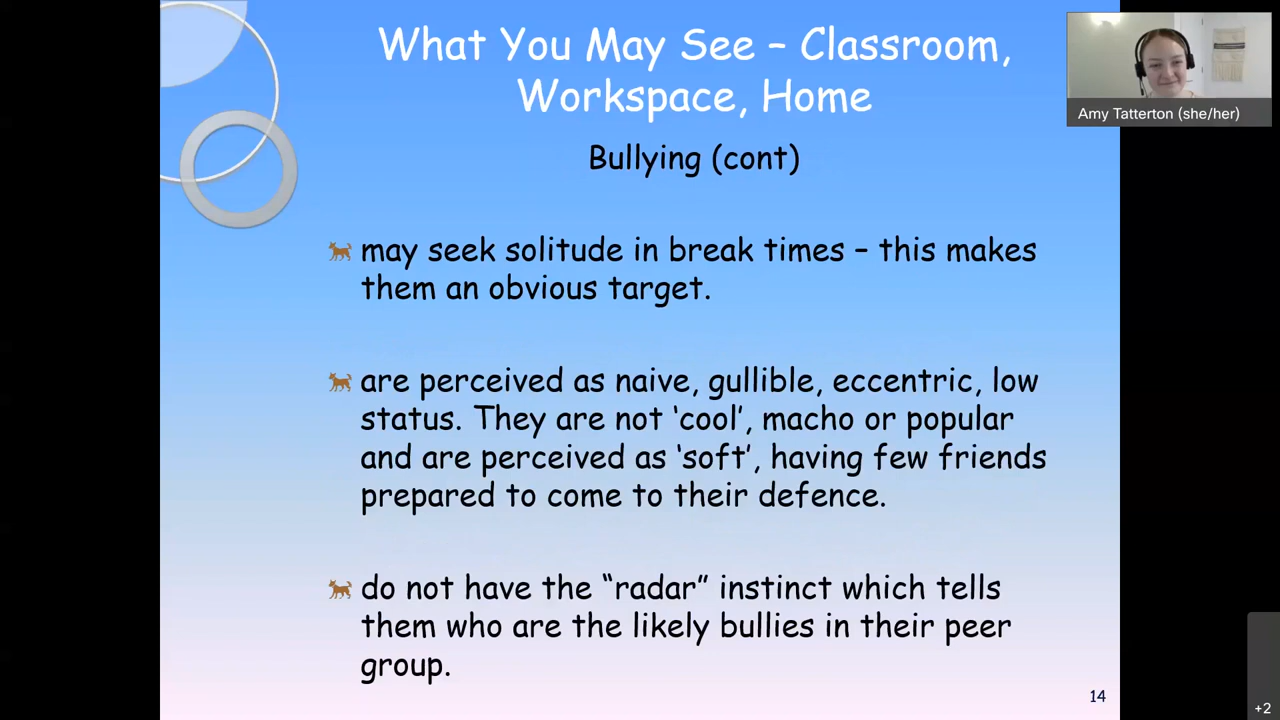 What You May See – Classroom,
Workspace, Home
Bullying (cont)
may seek solitude in break times – this makes
them an obvious target.
are perceived as naive, gullible, eccentric, low
status. They are not ‘cool’, macho or popular
and are perceived as ‘soft’, having few friends
prepared to come to their defence.
do not have the “radar” instinct which tells
them who are the likely bullies in their peer
group.
14
Amy Tatterton (she/her)
+2